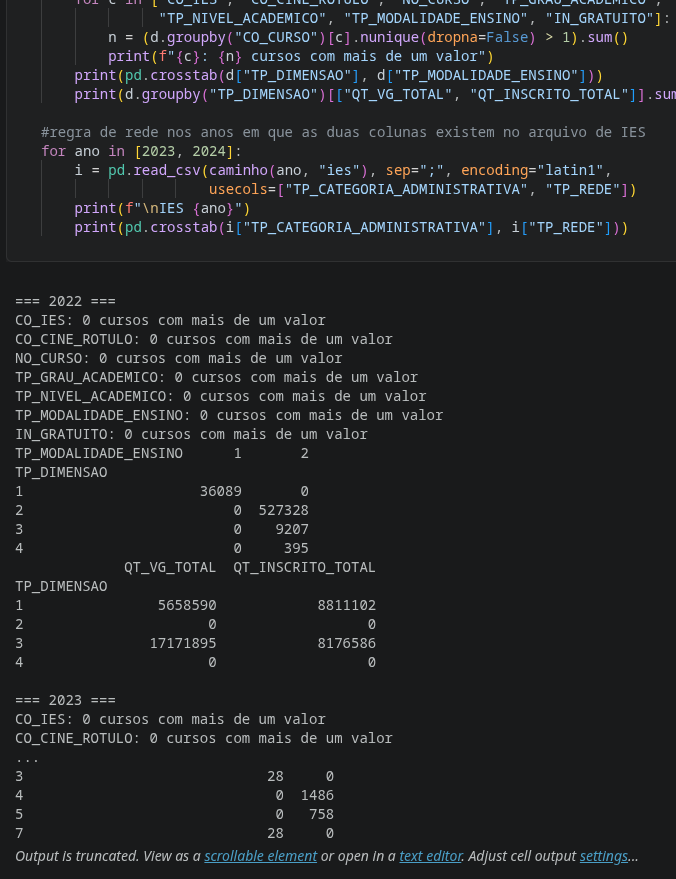 for c in ["CO_IES", "CO_CINE_ROTULO", "NO_CURSO", "TP_GRAU_ACADEMICO",
"TP_NIVEL_ACADEMICO", "TP_MODALIDADE_ENSINO", "IN_GRATUITO"]:
n = (d.groupby("CO_CURSO")[c].nunique(dropna=False) > 1).sum()
print(f"{c}: {n} cursos com mais de um valor")
print(pd.crosstab(d["TP_DIMENSAO"], d["TP_MODALIDADE_ENSINO"]))
print(d.groupby("TP_DIMENSAO")[["QT_VG_TOTAL", "QT_INSCRITO_TOTAL"]].sum
#regra de rede nos anos em que as duas colunas existem no arquivo de IES
for ano in [2023, 2024]:
i = pd.read_csv(caminho(ano, "ies"), sep=";", encoding="latin1",
usecols=["TP_CATEGORIA_ADMINISTRATIVA", "TP_REDE"])
print(f"\nIES {ano}")
print(pd.crosstab(i["TP_CATEGORIA_ADMINISTRATIVA"], i["TP_REDE"]))
=== 2022 ===
CO_IES: 0 cursos com mais de um valor
CO_CINE_ROTULO: 0 cursos com mais de um valor
NO_CURSO: 0 cursos com mais de um valor
TP_GRAU_ACADEMICO: 0 cursos com mais de um valor
TP_NIVEL_ACADEMICO: 0 cursos com mais de um valor
TP_MODALIDADE_ENSINO: 0 cursos com mais de um valor
IN_GRATUITO: 0 cursos com mais de um valor
TP_MODALIDADE_ENSINO 1 2
TP_DIMENSAO
1 36089 0
2 0 527328
3 0 9207
4 0 395
QT_VG_TOTAL QT_INSCRITO_TOTAL
TP_DIMENSAO
1 5658590 8811102
2 0 0
3 17171895 8176586
4 0 0
=== 2023 ===
CO_IES: 0 cursos com mais de um valor
CO_CINE_ROTULO: 0 cursos com mais de um valor
...
3 28 0
4 0 1486
5 0 758
7 28 0
Output is truncated. View as a scrollable element or open in a text editor. Adjust cell output settings...